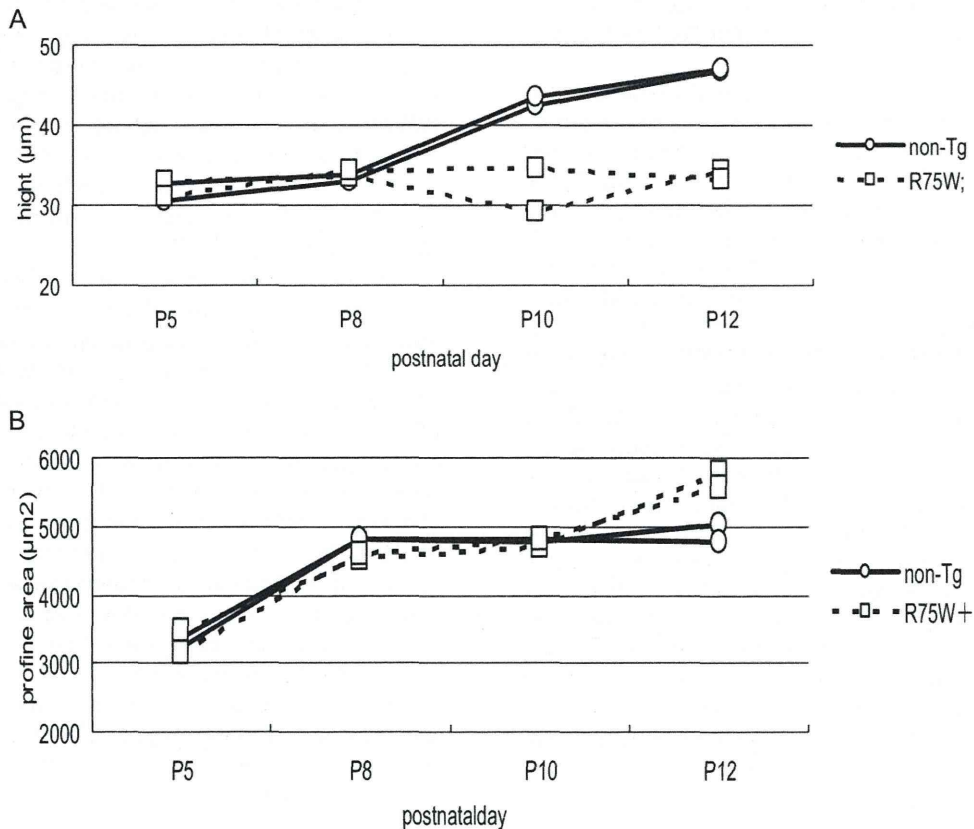 A
50
40
30
20
hight (μm)
P5
P8
P10
P12
postnatal day
non-Tg
R75W;
B
6000
5000
4000
3000
2000
profine area (μm2)
P5
P8
P10
P12
postnatalday
non-Tg
R75W+